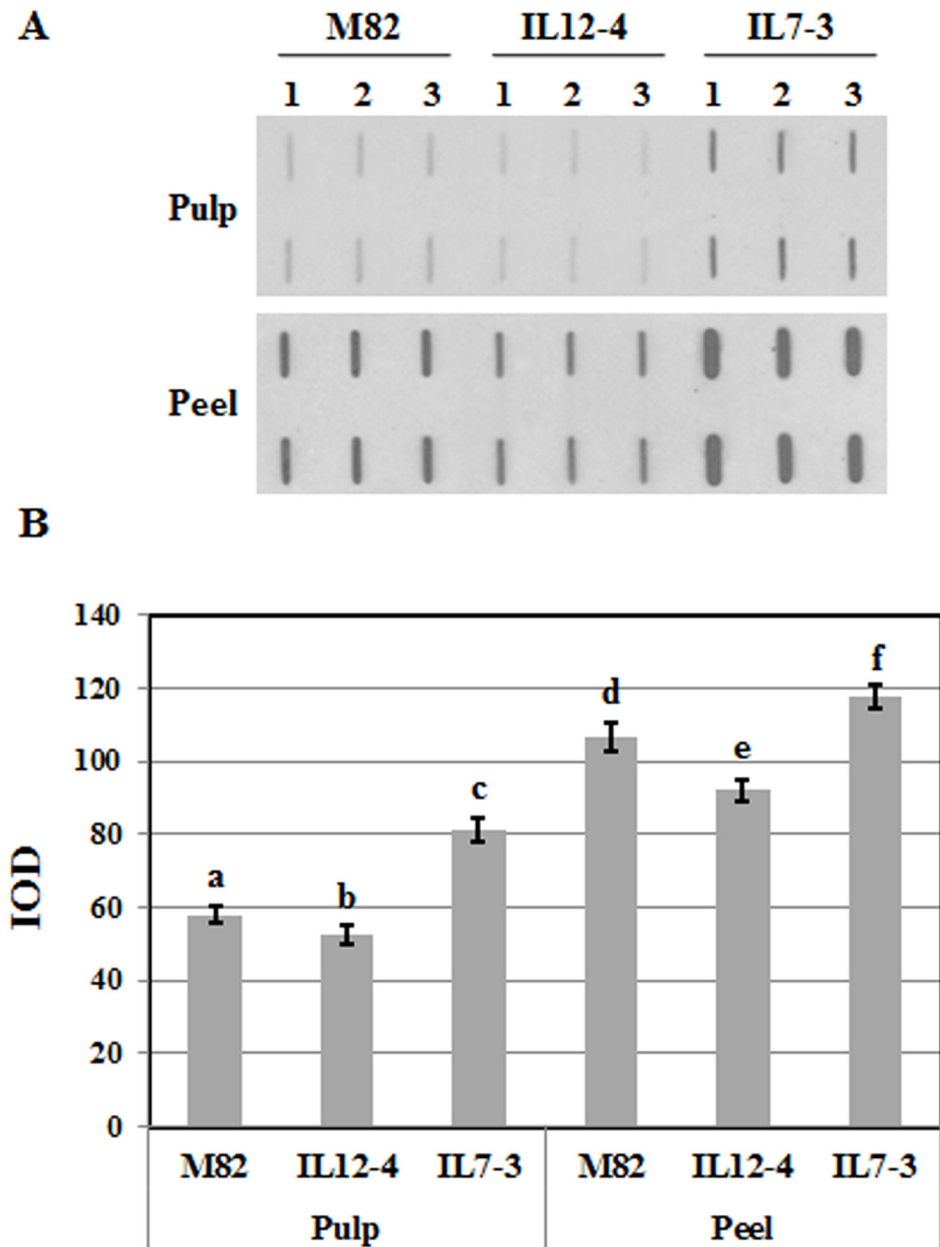 A
M82 IL12-4 IL7-3
1 2 3 1 2 3 1 2 3
Pulp
Peel
B
IOD
140
120
100
80
60
40
20
0
a
b
c
d
e
f
M82 IL12-4 IL7-3 M82 IL12-4 IL7-3
Pulp Peel